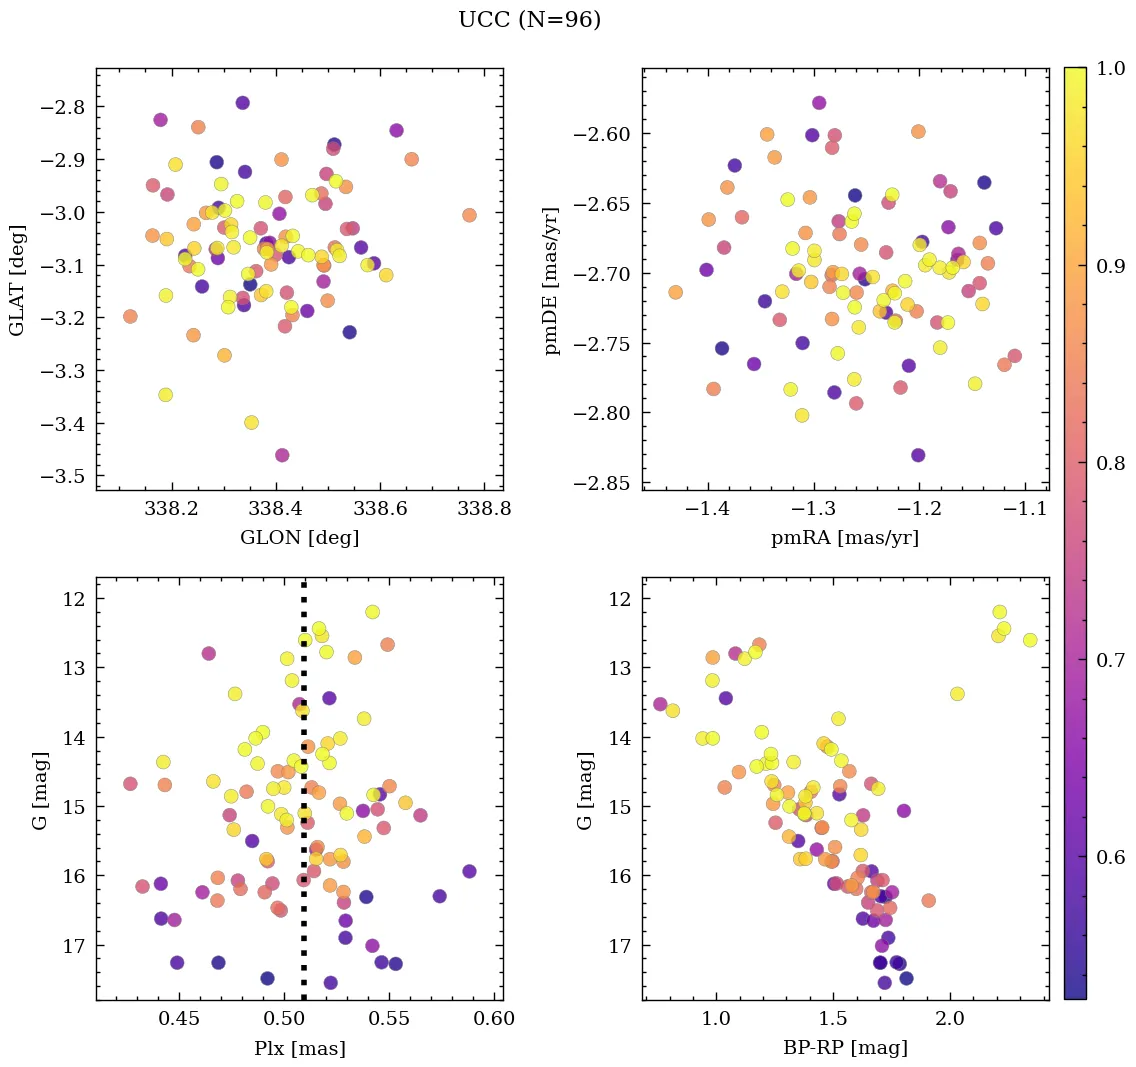 UCC (N=96)
−2.8
−2.9
−3.0
−3.1
−3.2
−3.3
−3.4
−3.5
GLAT [deg]
338.2 338.4 338.6 338.8
GLON [deg]
−2.60
−2.65
−2.70
−2.75
−2.80
−2.85
pmDE [mas/yr]
−1.4 −1.3 −1.2 −1.1
pmRA [mas/yr]
12
13
14
15
16
17
G [mag]
0.45 0.50 0.55 0.60
Plx [mas]
12
13
14
15
16
17
G [mag]
1.0 1.5 2.0
BP-RP [mag]
1.0
0.9
0.8
0.7
0.6